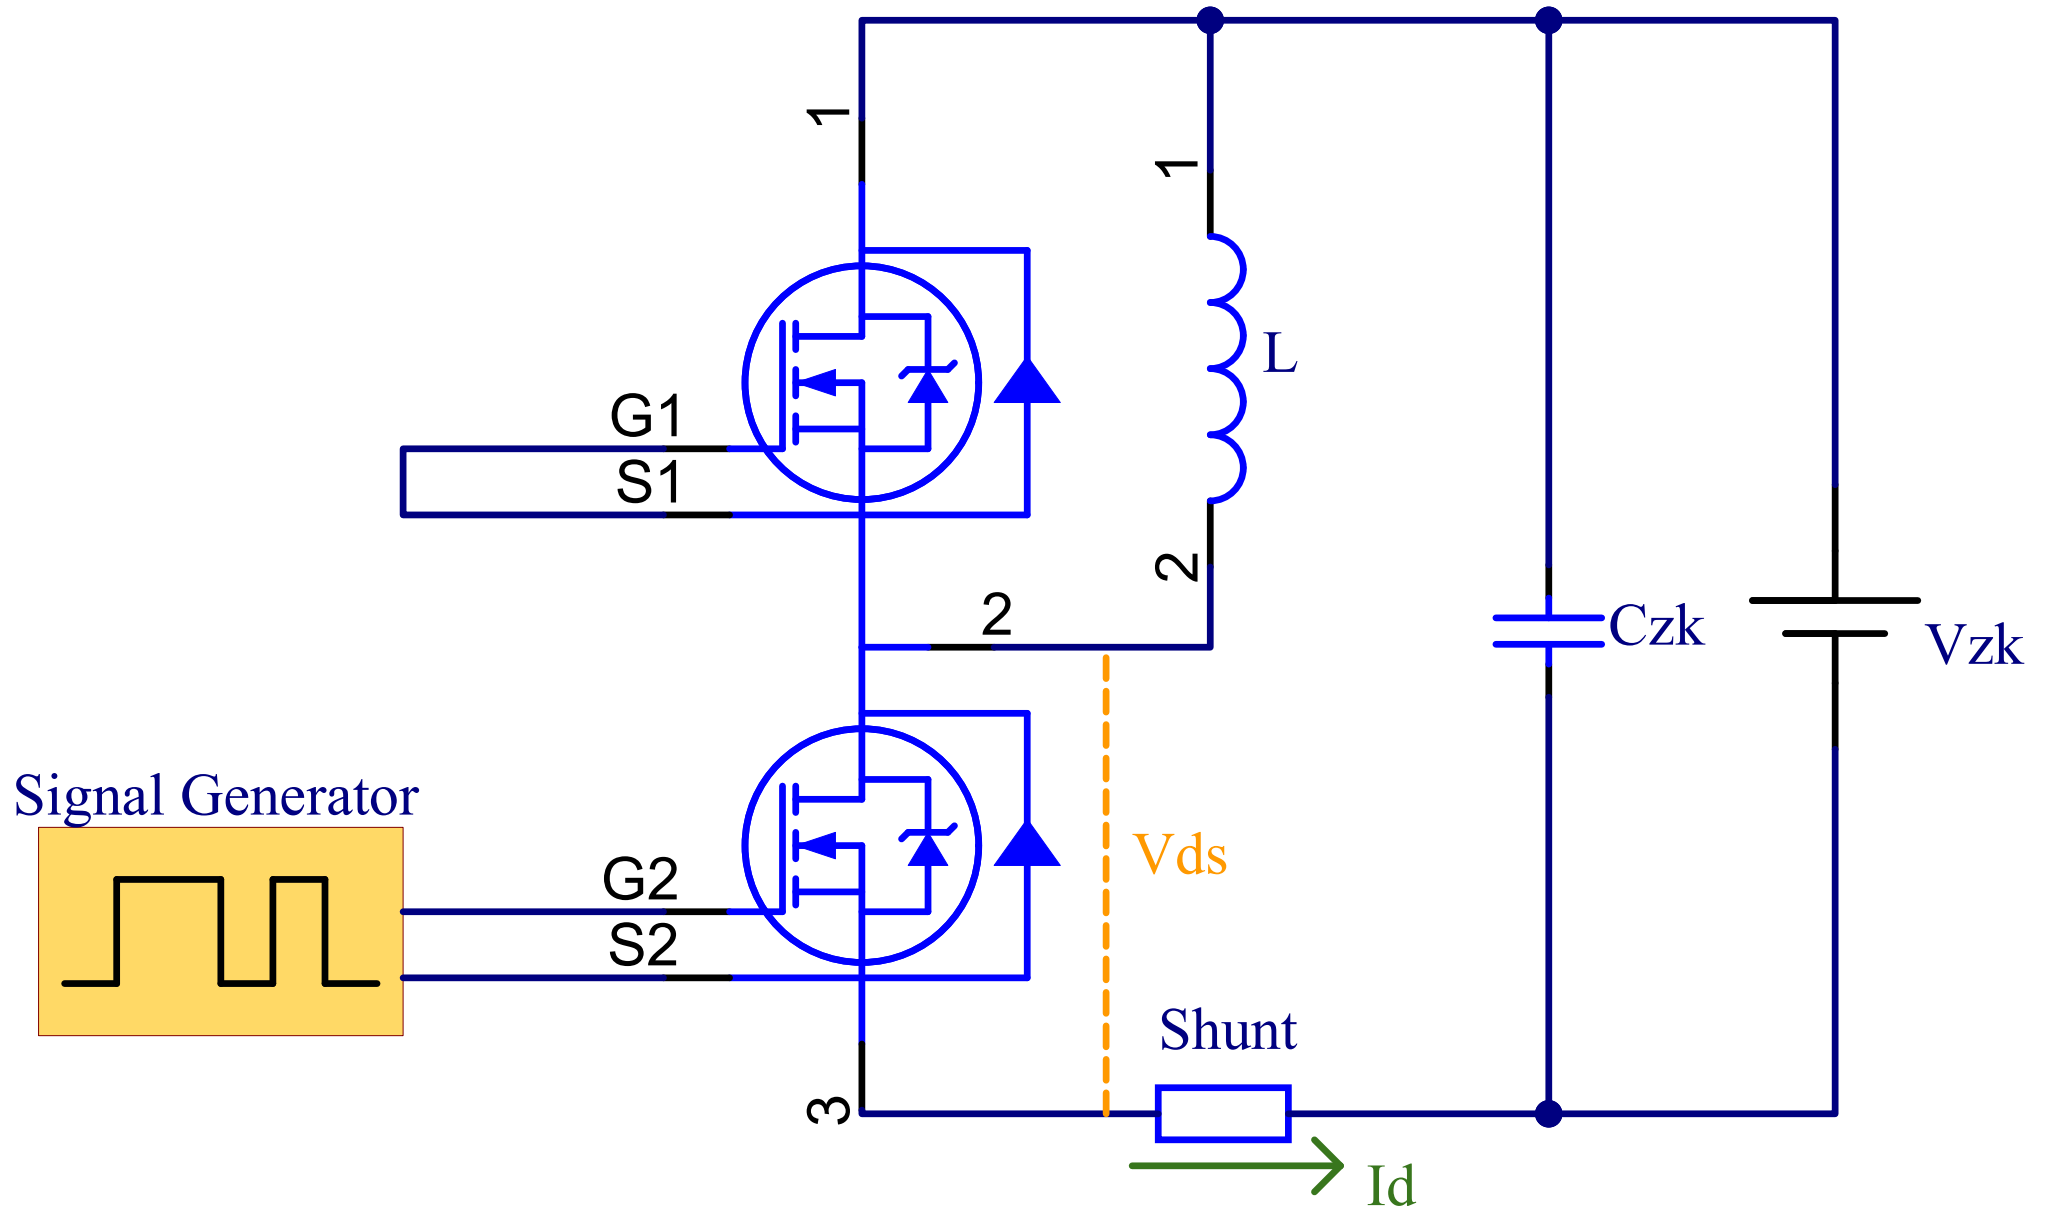 1
1
L
G1
S1
2
2
Czk
Vzk
Signal Generator
Vds
G2
S2
Shunt
3
Id